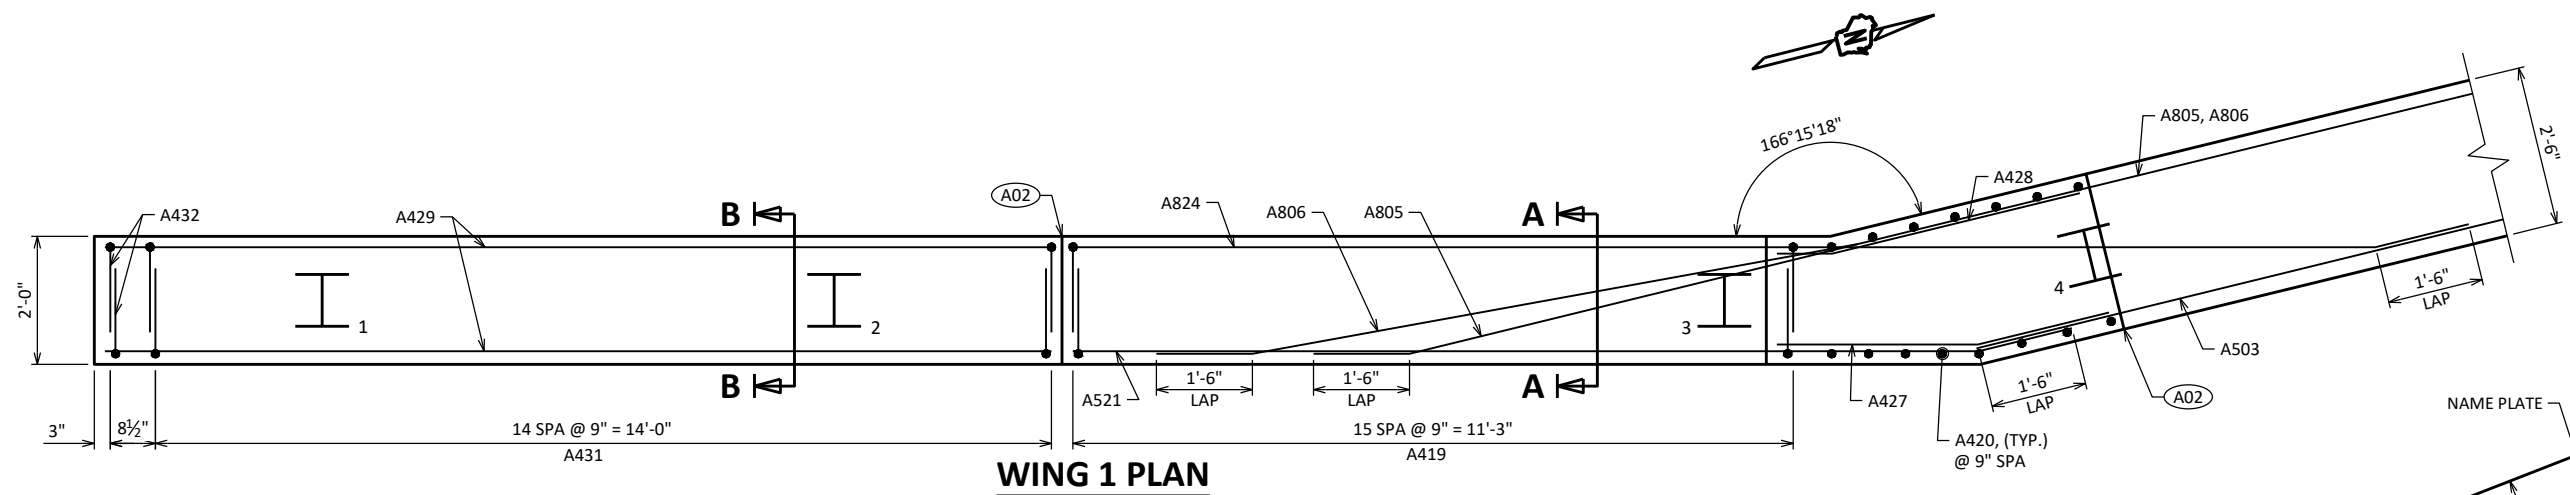 N
166°15'18"
A805, A806
2'-6"
A428
A02
A432
A429
B
A824
A806
A805
A
2'-0"
1
2
3
4
1'-6"
LAP
A503
B
A521
1'-6"
LAP
1'-6"
LAP
A
A427
1'-6"
LAP
A02
NAME PLATE
3"
8½"
14 SPA @ 9" = 14'-0"
15 SPA @ 9" = 11'-3"
A431
A419
A420, (TYP.)
@ 9" SPA
WING 1 PLAN